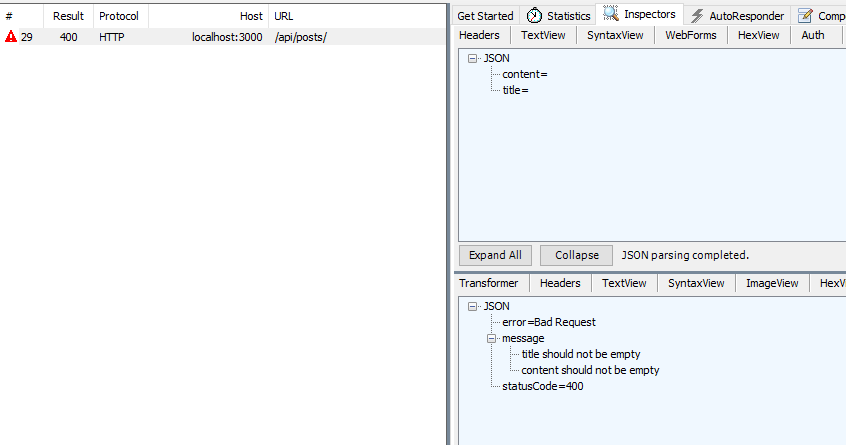 # Result Protocol Host URL
29 400 HTTP localhost:3000 /api/posts/
Get Started Statistics Inspectors AutoResponder Comp
Headers TextView SyntaxView WebForms HexView Auth
JSON
content=
title=
Expand All Collapse JSON parsing completed.
Transformer Headers TextView SyntaxView ImageView HexV
JSON
error=Bad Request
message
title should not be empty
content should not be empty
statusCode=400